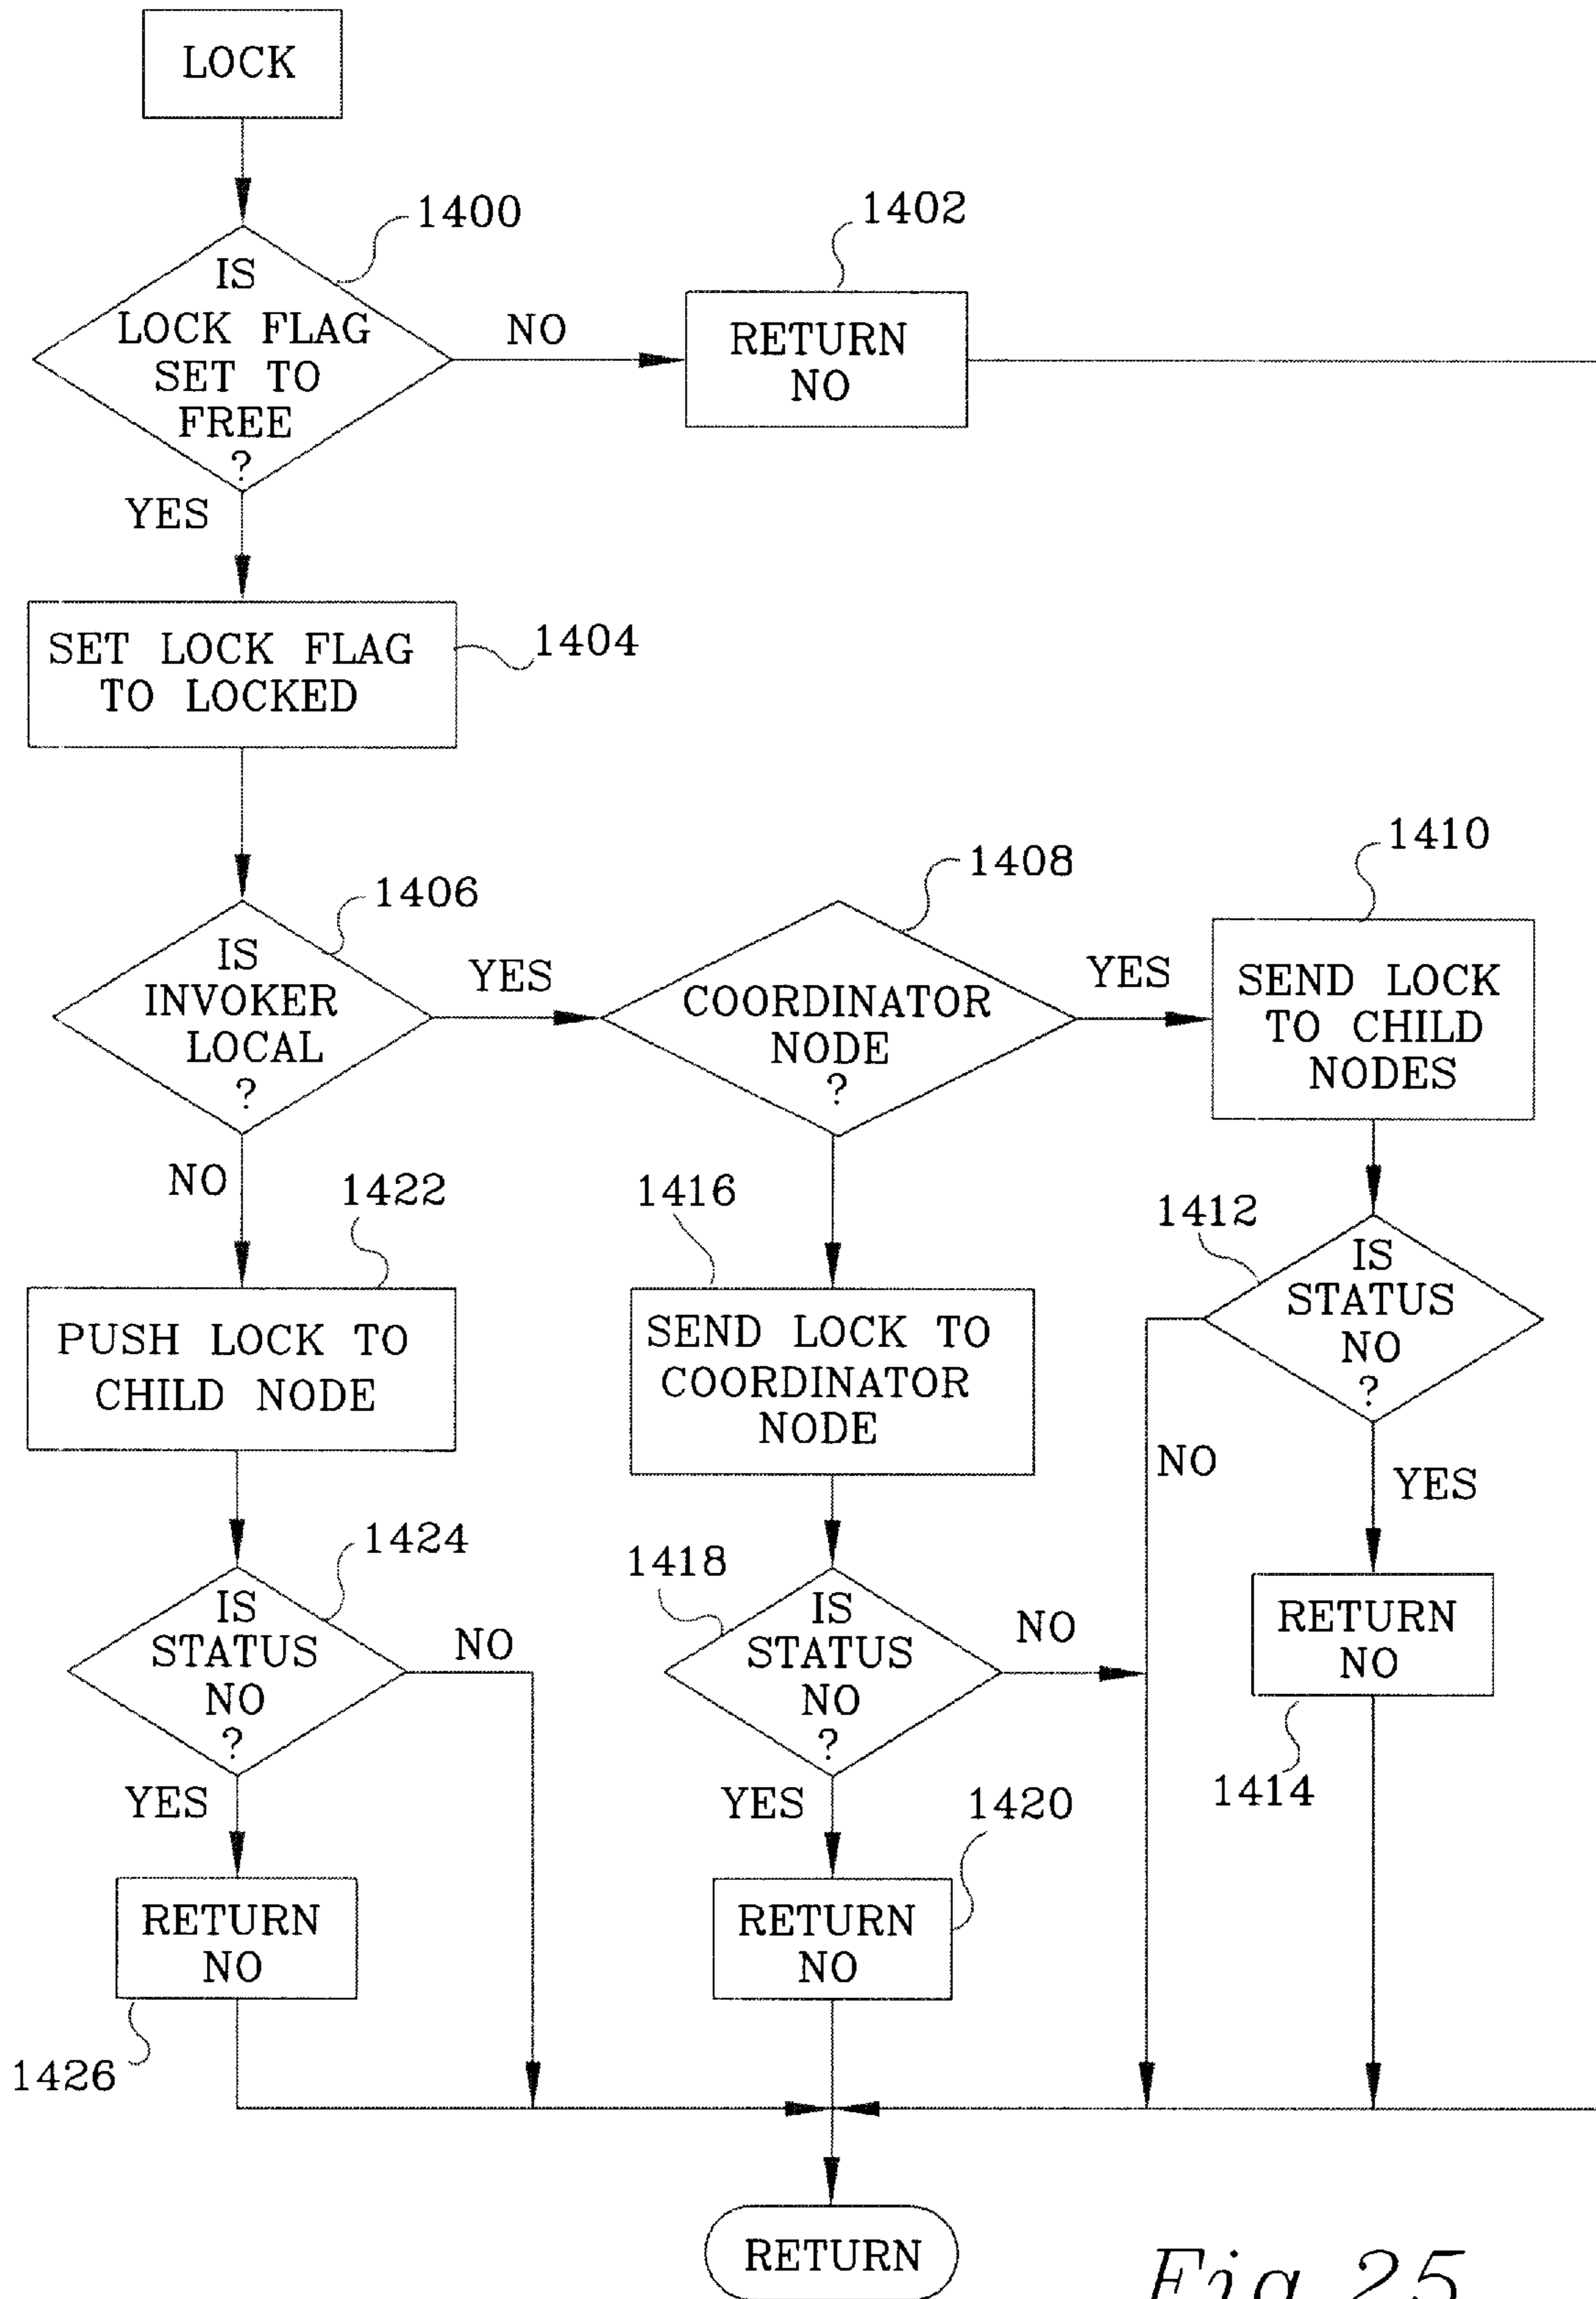 LOCK
1400
IS
LOCK FLAG
SET TO
FREE
?
NO
1402
RETURN
NO
YES
SET LOCK FLAG
TO LOCKED
1404
1406
IS
INVOKER
LOCAL
?
YES
1408
COORDINATOR
NODE
?
YES
1410
SEND LOCK
TO CHILD
NODES
NO
1422
PUSH LOCK TO
CHILD NODE
1416
SEND LOCK TO
COORDINATOR
NODE
1412
IS
STATUS
NO
?
NO
YES
1424
IS
STATUS
NO
?
NO
1418
IS
STATUS
NO
?
NO
RETURN
NO
1414
YES
RETURN
NO
1426
YES
1420
RETURN
NO
RETURN
Fig 25